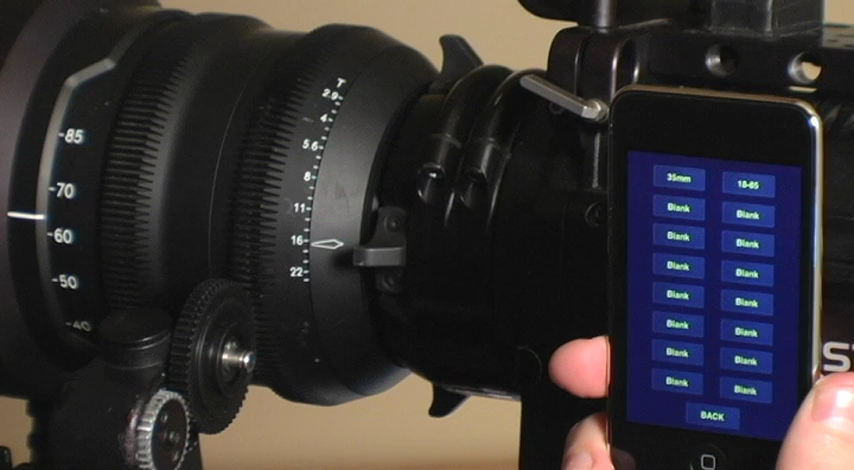 -85
-70
-60
-50
-40
T
2.9
4
5.6
8
11
16
22
35mm 18-85
Blank Blank
Blank Blank
Blank Blank
Blank Blank
Blank Blank
Blank Blank
Blank Blank
BACK